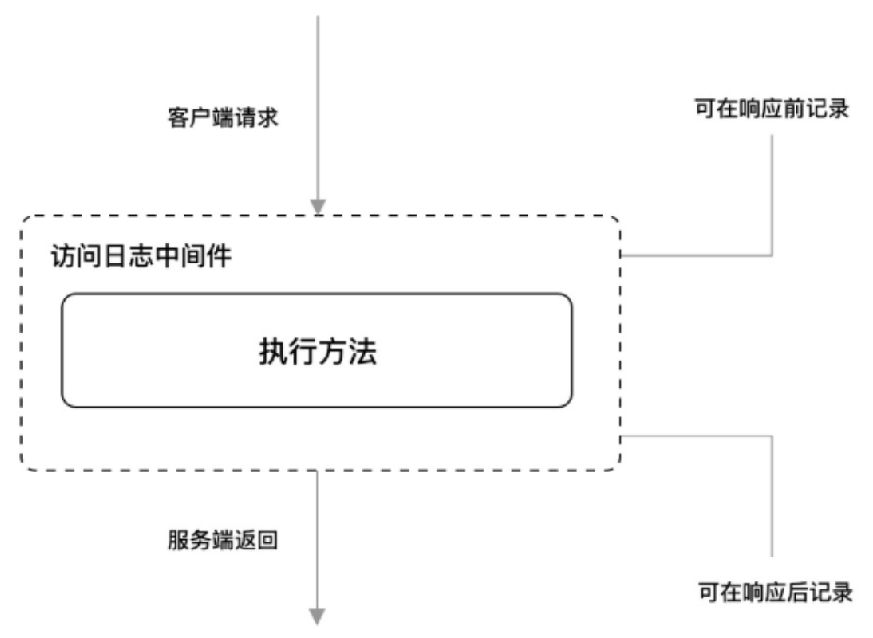 客户端请求
可在响应前记录
访问日志中间件
执行方法
服务端返回
可在响应后记录